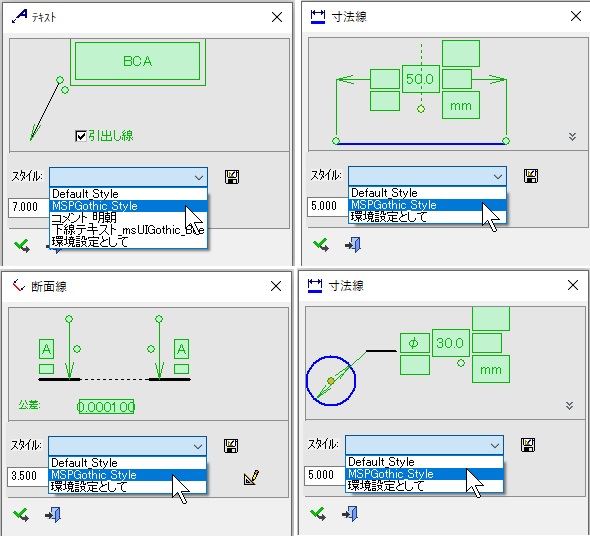 テキスト
BCA
引出し線
スタイル:
7.000
Default Style
MSPGothic Style
コメント 明朝
下線テキスト_msUIGothic_B
環境設定として
寸法線
50.0
mm
スタイル:
5.000
Default Style
MSPGothic Style
環境設定として
断面線
A
A
公差:
0.000100
スタイル:
3.500
Default Style
MSPGothic Style
環境設定として
寸法線
φ
30.0
mm
スタイル:
5.000
Default Style
MSPGothic Style
環境設定として